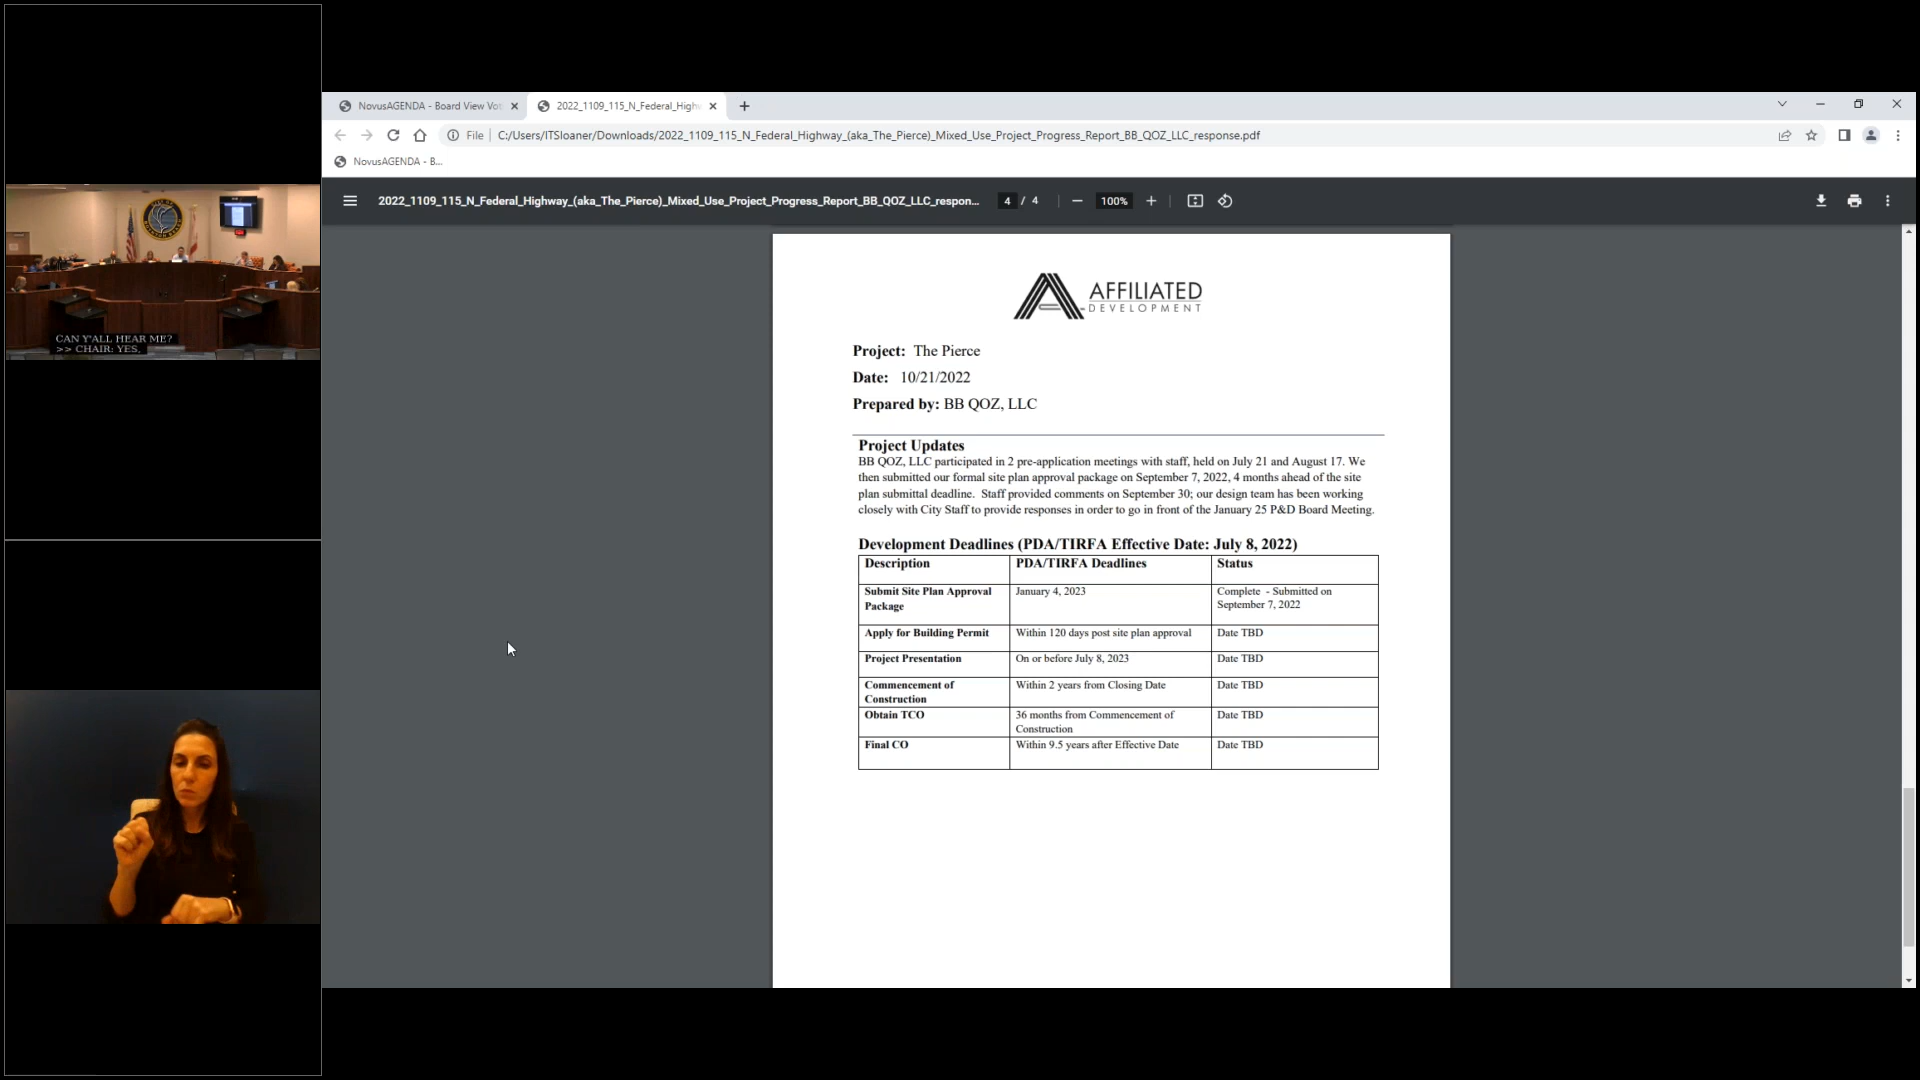 CAN Y'ALL HEAR ME?
>> CHAIR: YES,
NovusAGENDA - Board View Vot
2022_1109_115_N_Federal_High
File
C:/Users/ITSloaner/Downloads/2022_1109_115_N_Federal_Highway_(aka_The_Pierce)_Mixed_Use_Project_Progress_Report_BB_QOZ_LLC_response.pdf
NovusAGENDA - B...
2022_1109_115_N_Federal_Highway_(aka_The_Pierce)_Mixed_Use_Project_Progress_Report_BB_QOZ_LLC_respon...
4 / 4
100%
AFFILIATED
DEVELOPMENT
Project: The Pierce
Date: 10/21/2022
Prepared by: BB QOZ, LLC
Project Updates
BB QOZ, LLC participated in 2 pre-application meetings with staff, held on July 21 and August 17. We
then submitted our formal site plan approval package on September 7, 2022, 4 months ahead of the site
plan submittal deadline. Staff provided comments on September 30; our design team has been working
closely with City Staff to provide responses in order to go in front of the January 25 P&D Board Meeting.
Development Deadlines (PDA/TIRFA Effective Date: July 8, 2022)
Description PDA/TIRFA Deadlines Status
Submit Site Plan Approval January 4, 2023 Complete - Submitted on
Package September 7, 2022
Apply for Building Permit Within 120 days post site plan approval Date TBD
Project Presentation On or before July 8, 2023 Date TBD
Commencement of Within 2 years from Closing Date Date TBD
Construction
Obtain TCO 36 months from Commencement of Date TBD
Construction
Final CO Within 9.5 years after Effective Date Date TBD